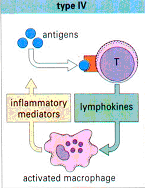 type IV
antigens
T
inflammatory
mediators
lymphokines
activated macrophage